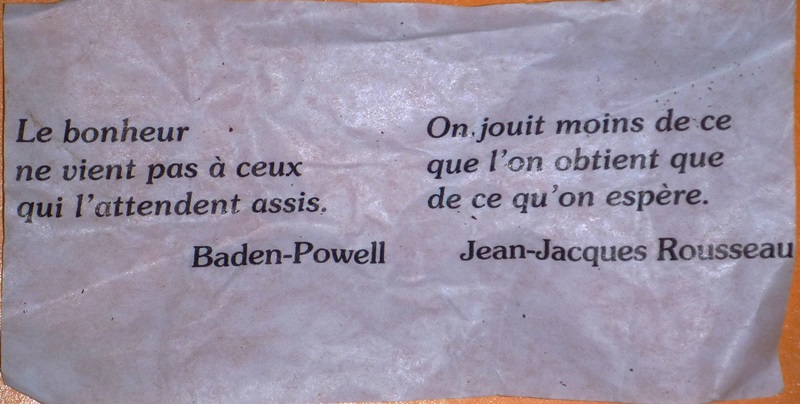 Le bonheur
ne vient pas à ceux
qui l'attendent assis.
Baden-Powell
On jouit moins de ce
que l'on obtient que
de ce qu'on espère.
Jean-Jacques Rousseau